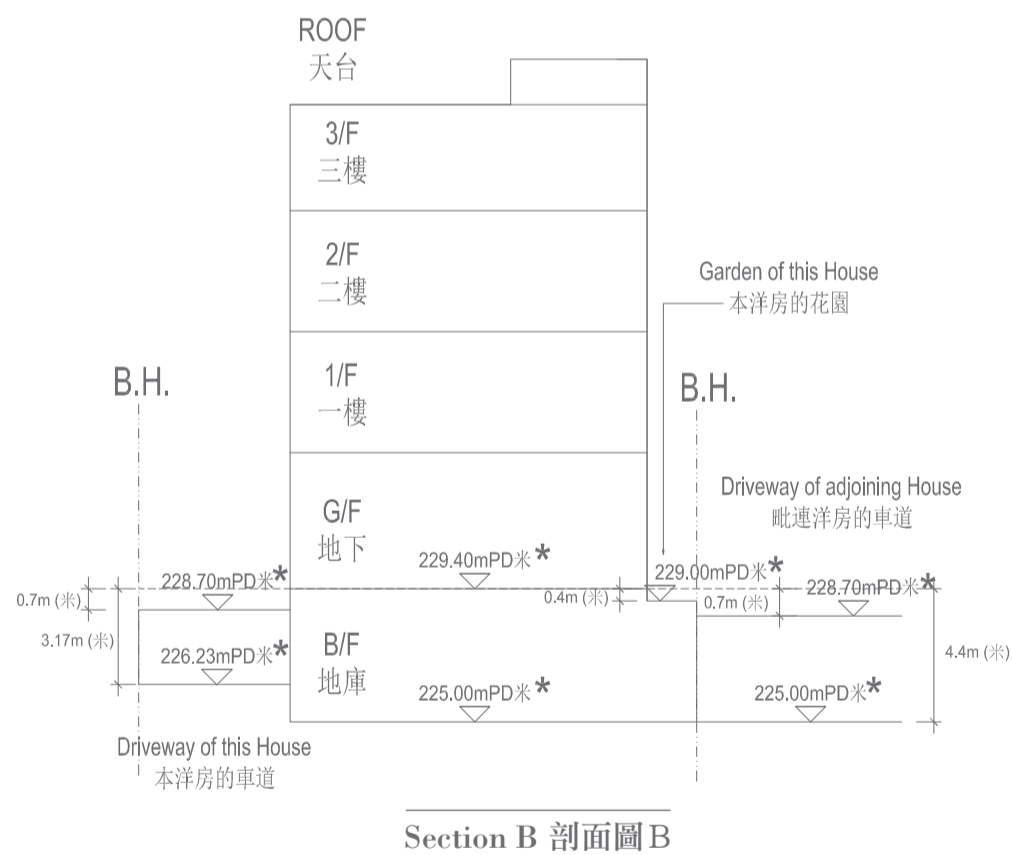 ROOF
天台
3/F
三樓
2/F
二樓
Garden of this House
本洋房的花園
1/F
一樓
B.H.
B.H.
Driveway of adjoining House
毗連洋房的車道
G/F
地下
229.40mPD米*
228.70mPD米*
229.00mPD米*
228.70mPD米*
0.7m (米)
0.4m (米)
0.7m (米)
3.17m (米)
226.23mPD米*
B/F
地庫
4.4m (米)
225.00mPD米*
225.00mPD米*
Driveway of this House
本洋房的車道
Section B 剖面圖B